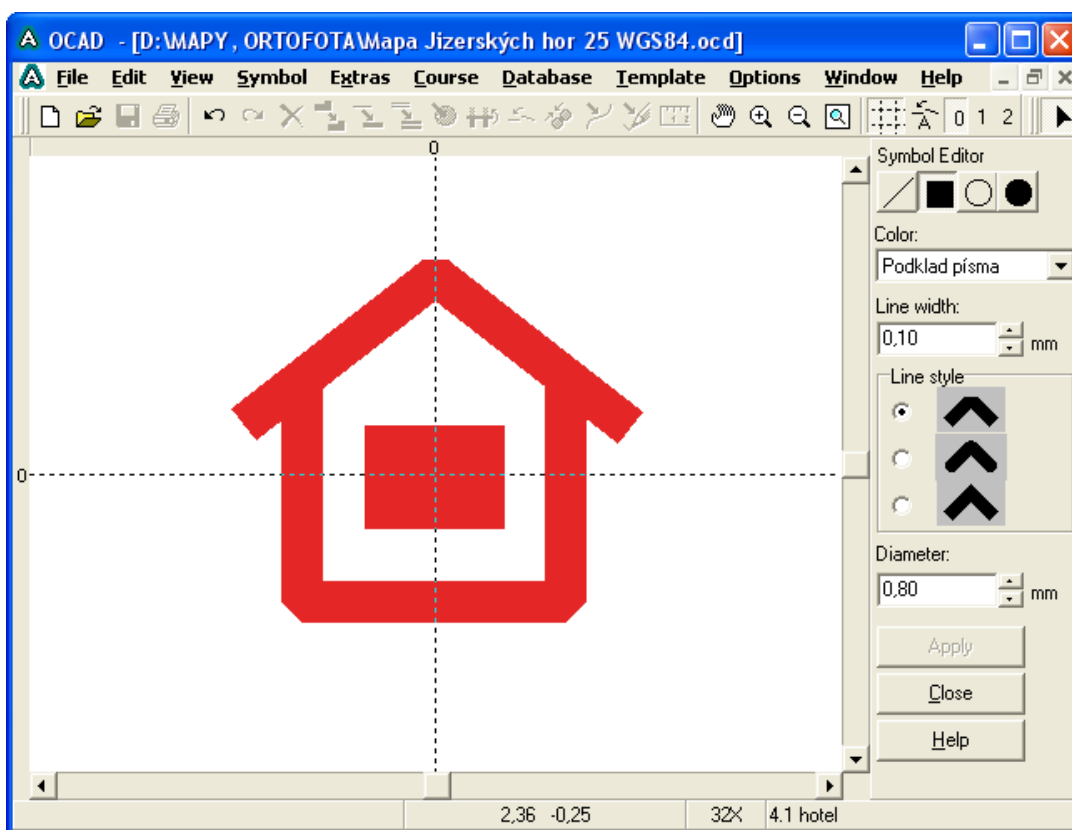 OCAD - [D:\MAPY, ORTOFOTA\Mapa Jizerských hor 25 WGS84.ocd]
File Edit View Symbol Extras Course Database Template Options Window Help
A 0 1 2
0
Symbol Editor
Color:
Podklad písma
Line width:
0,10 mm
Line style
0
Diameter:
0,80 mm
Apply
Close
Help
2,36 -0,25 32X 4.1 hotel